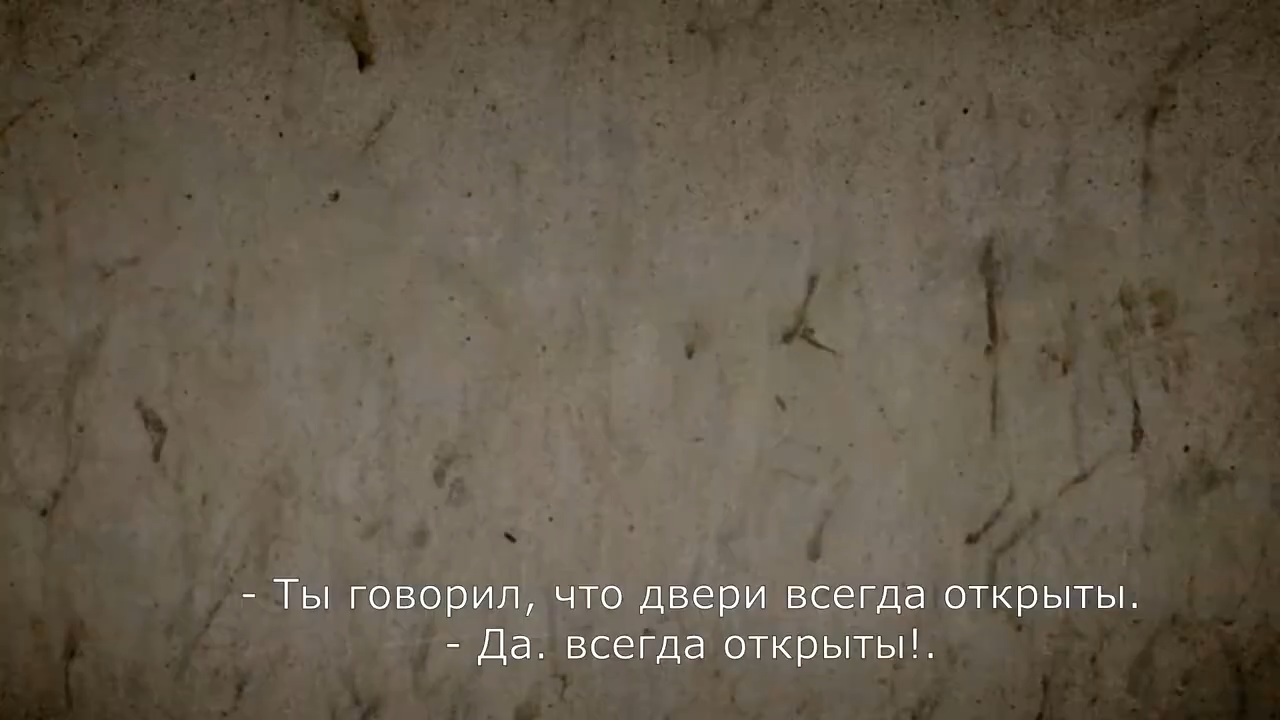 - Ты говорил, что двери всегда открыты.
- Да. всегда открыты!.